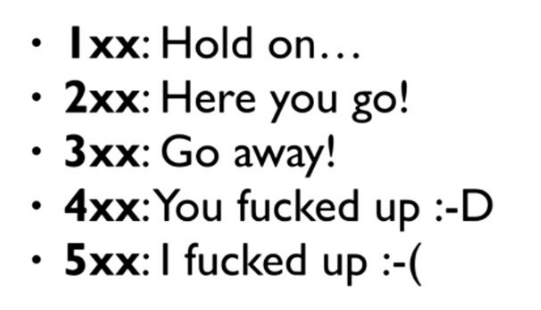 • 1xx: Hold on...
• 2xx: Here you go!
• 3xx: Go away!
• 4xx: You fucked up :-D
• 5xx: I fucked up :-(